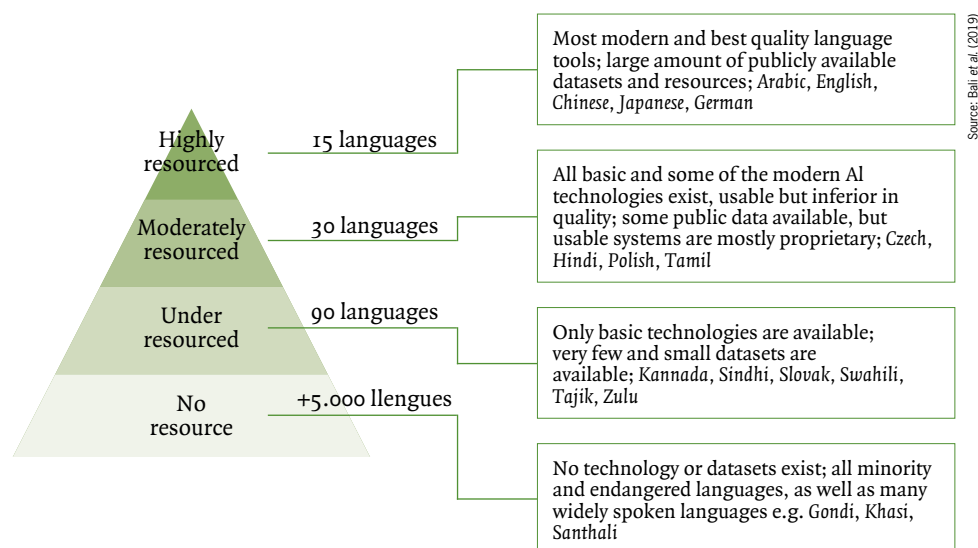 Most modern and best quality language
tools; large amount of publicly available
datasets and resources; Arabic, English,
Chinese, Japanese, German
Source: Bali et al. (2019)
Highly
resourced
15 languages
All basic and some of the modern AI
technologies exist, usable but inferior in
quality; some public data available, but
usable systems are mostly proprietary; Czech,
Hindi, Polish, Tamil
Moderately
resourced
30 languages
Under
resourced
90 languages
Only basic technologies are available;
very few and small datasets are
available; Kannada, Sindhi, Slovak, Swahili,
Tajik, Zulu
No
resource
+5.000 llengues
No technology or datasets exist; all minority
and endangered languages, as well as many
widely spoken languages e.g. Gondi, Khasi,
Santhali